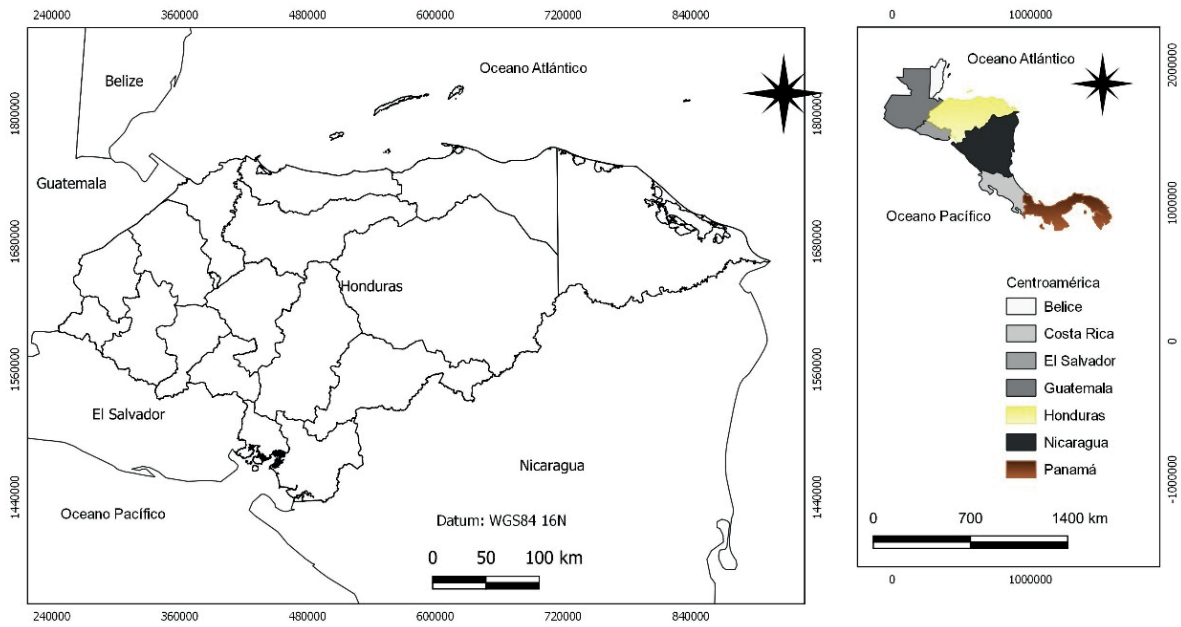 240000 360000 480000 600000 720000 840000
0 1000000
Belize
Oceano Atlántico
Oceano Atlántico
2000000
1800000
1800000
Guatemala
Oceano Pacífico
1000000
1680000
1680000
Honduras
Centroamérica
Belice
Costa Rica
0
El Salvador
1560000
1560000
Guatemala
El Salvador
Honduras
Nicaragua
Nicaragua
Panamá
-1000000
1440000
1440000
Oceano Pacífico
Datum: WGS84 16N
0 700 1400 km
0 50 100 km
0 1000000
240000 360000 480000 600000 720000 840000